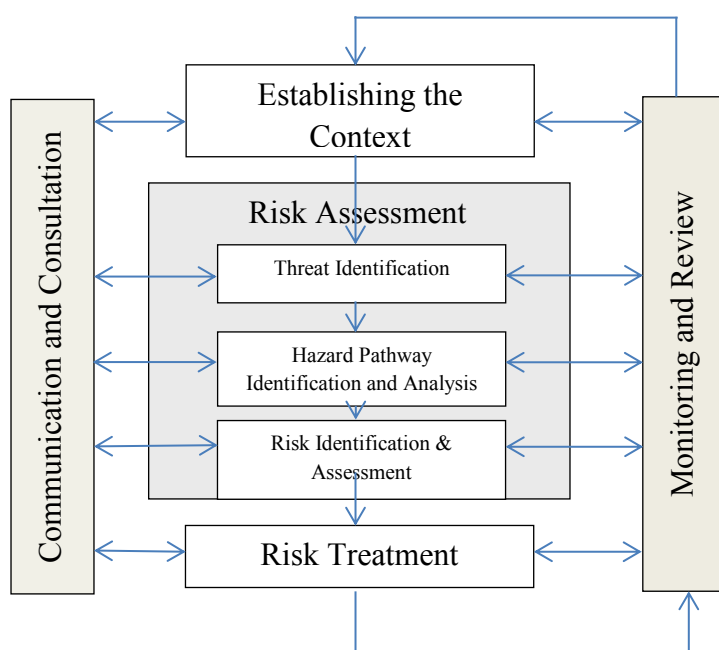 Establishing the
Context
Communication and Consultation
Monitoring and Review
Risk Assessment
Threat Identification
Hazard Pathway
Identification and Analysis
Risk Identification &
Assessment
Risk Treatment